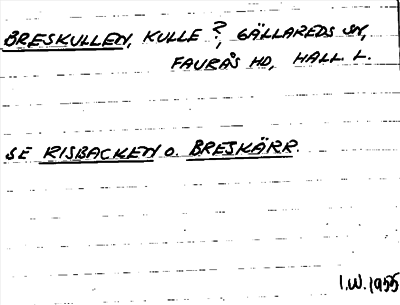 BRESKULLEN, KULLE ?, GÄLLAREDS SN,
FAURÅS HD, HALL. L.
SE RISBACKEN O. BRESKÄRR.
I.W. 1955